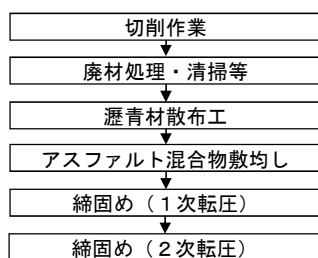 切削作業
廃材処理・清掃等
瀝青材散布工
アスファルト混合物敷均し
締固め（１次転圧）
締固め（２次転圧）